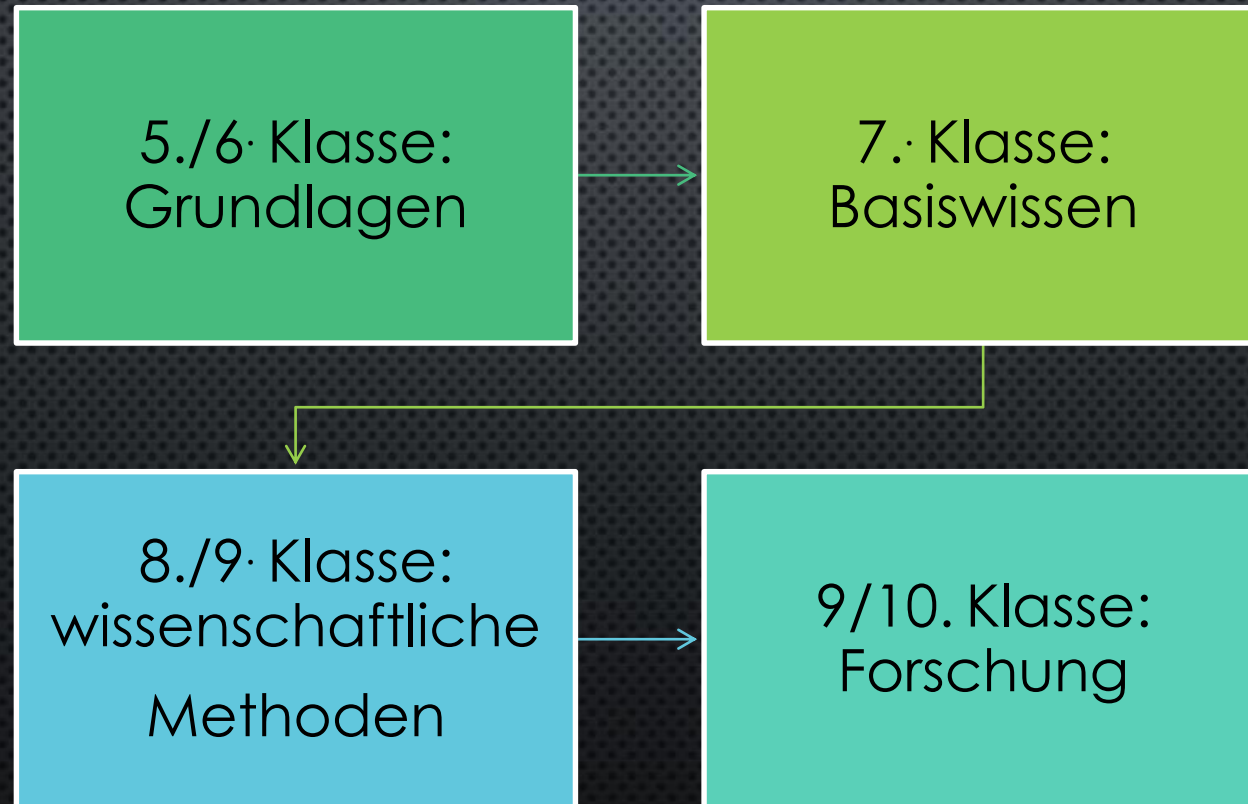 5./6. Klasse:
Grundlagen
7.. Klasse:
Basiswissen
8./9. Klasse:
wissenschaftliche
Methoden
9/10. Klasse:
Forschung